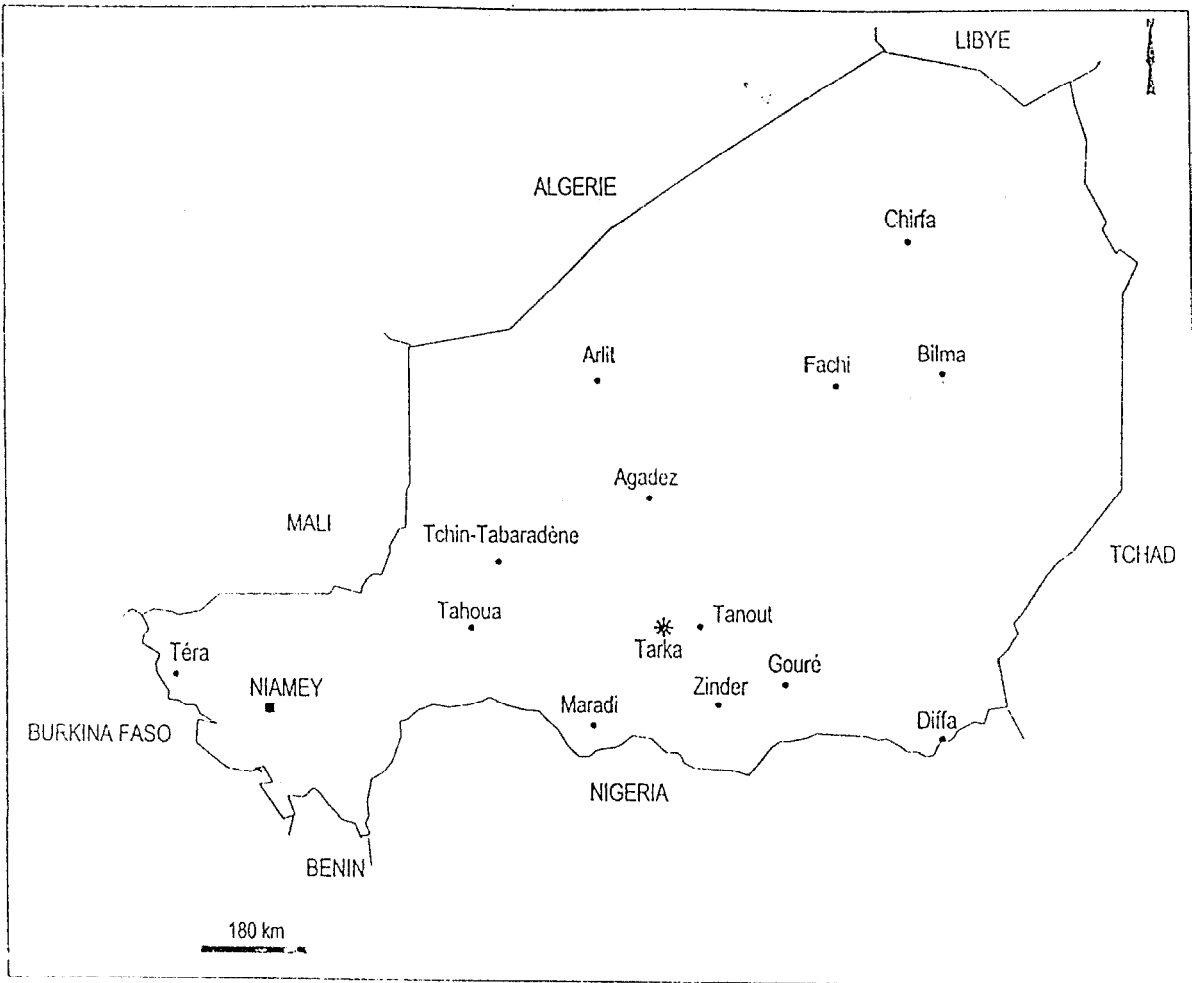 LIBYE
ALGERIE
Chirfa
Arlit
Fachi
Bilma
Agadez
MALI
Tchin-Tabaradène
TCHAD
Tahoua
Tanout
Tarka
Téra
Gouré
NIAMEY
Zinder
Maradi
Diffa
BURKINA FASO
NIGERIA
BENIN
180 km